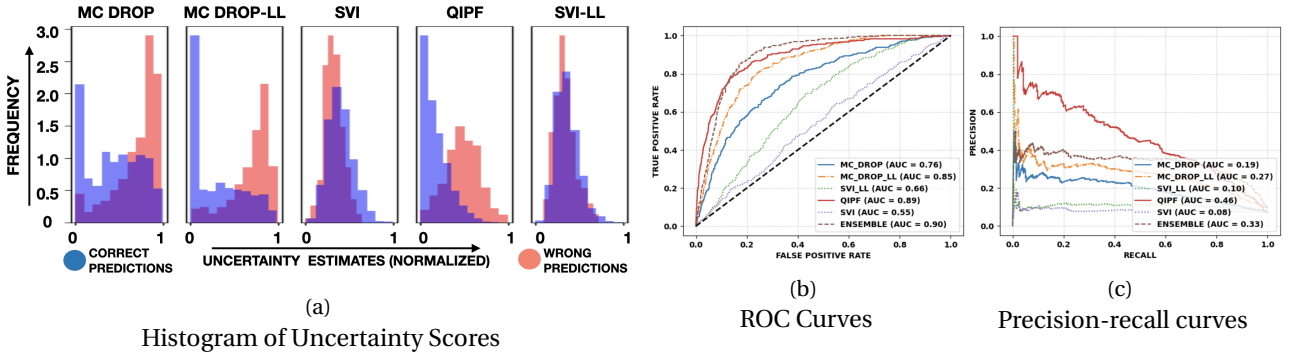 MC DROP MC DROP-LL SVI QIPF SVI-LL
FREQUENCY
3.0
2.5
2.0
1.5
1.0
0.5
0
0 1 0 1 0 1 0 1 0 1
CORRECT
PREDICTIONS
UNCERTAINTY ESTIMATES (NORMALIZED)
WRONG
PREDICTIONS
(a)
Histogram of Uncertainty Scores
TRUE POSITIVE RATE
1.0
0.8
0.6
0.4
0.2
0.0
MC_DROP (AUC = 0.76)
MC_DROP_LL (AUC = 0.85)
SVI_LL (AUC = 0.66)
QIPF (AUC = 0.89)
SVI (AUC = 0.55)
ENSEMBLE (AUC = 0.90)
0.0 0.2 0.4 0.6 0.8 1.0
FALSE POSITIVE RATE
(b)
ROC Curves
PRECISION
1.0
0.8
0.6
0.4
0.2
0.0
MC_DROP (AUC = 0.19)
MC_DROP_LL (AUC = 0.27)
SVI_LL (AUC = 0.10)
QIPF (AUC = 0.46)
SVI (AUC = 0.08)
ENSEMBLE (AUC = 0.33)
0.0 0.2 0.4 0.6 0.8 1.0
RECALL
(c)
Precision-recall curves